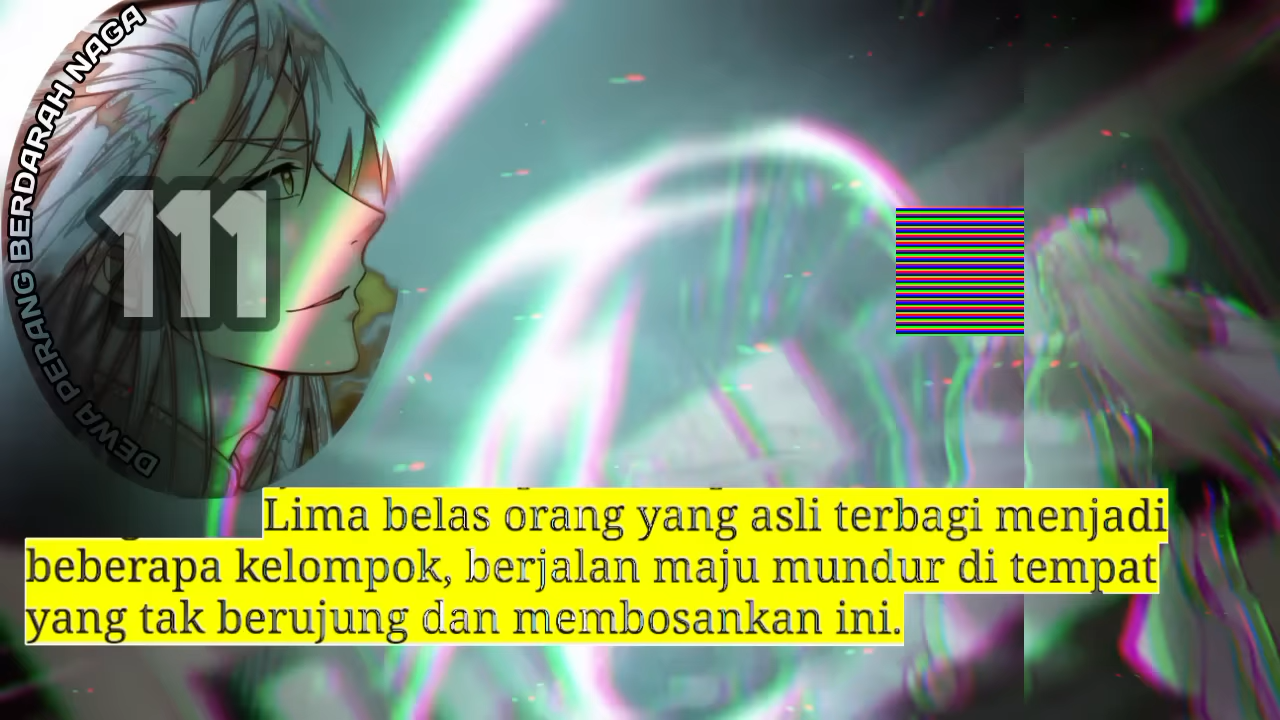 DEWA PERANG BERDARAH NAGA
111
Lima belas orang yang asli terbagi menjadi
beberapa kelompok, berjalan maju mundur di tempat
yang tak berujung dan membosankan ini.